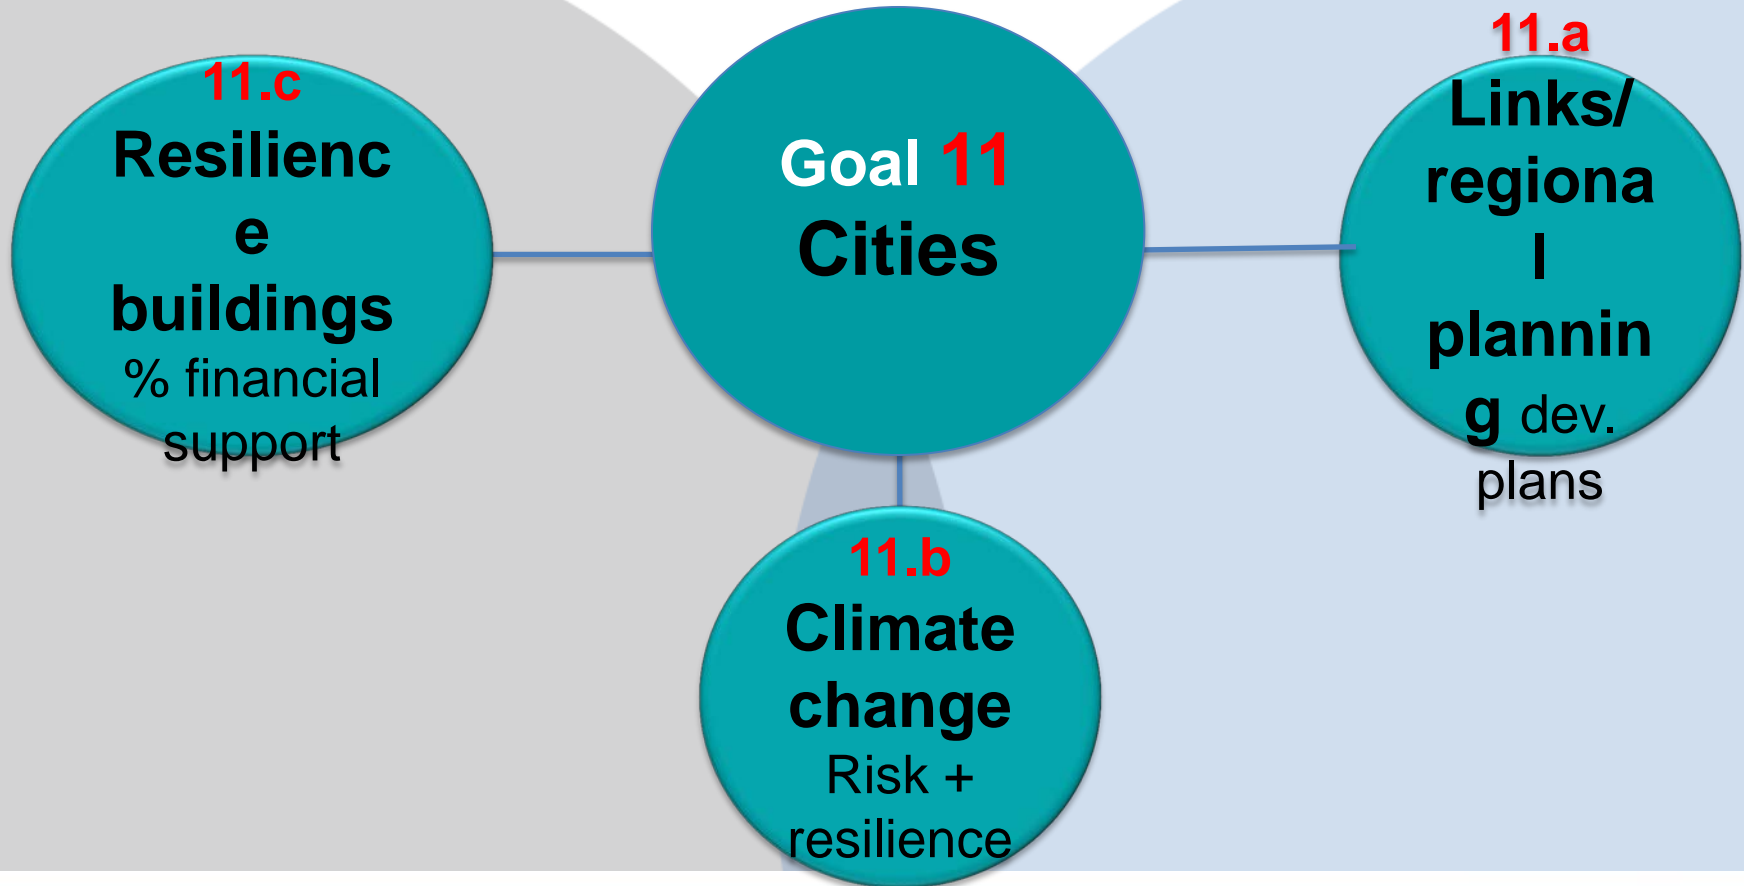 11.c
Resilienc
e
buildings
% financial
support
Goal 11
Cities
11.a
Links/
regiona
l
plannin
g dev.
plans
11.b
Climate
change
Risk +
resilience